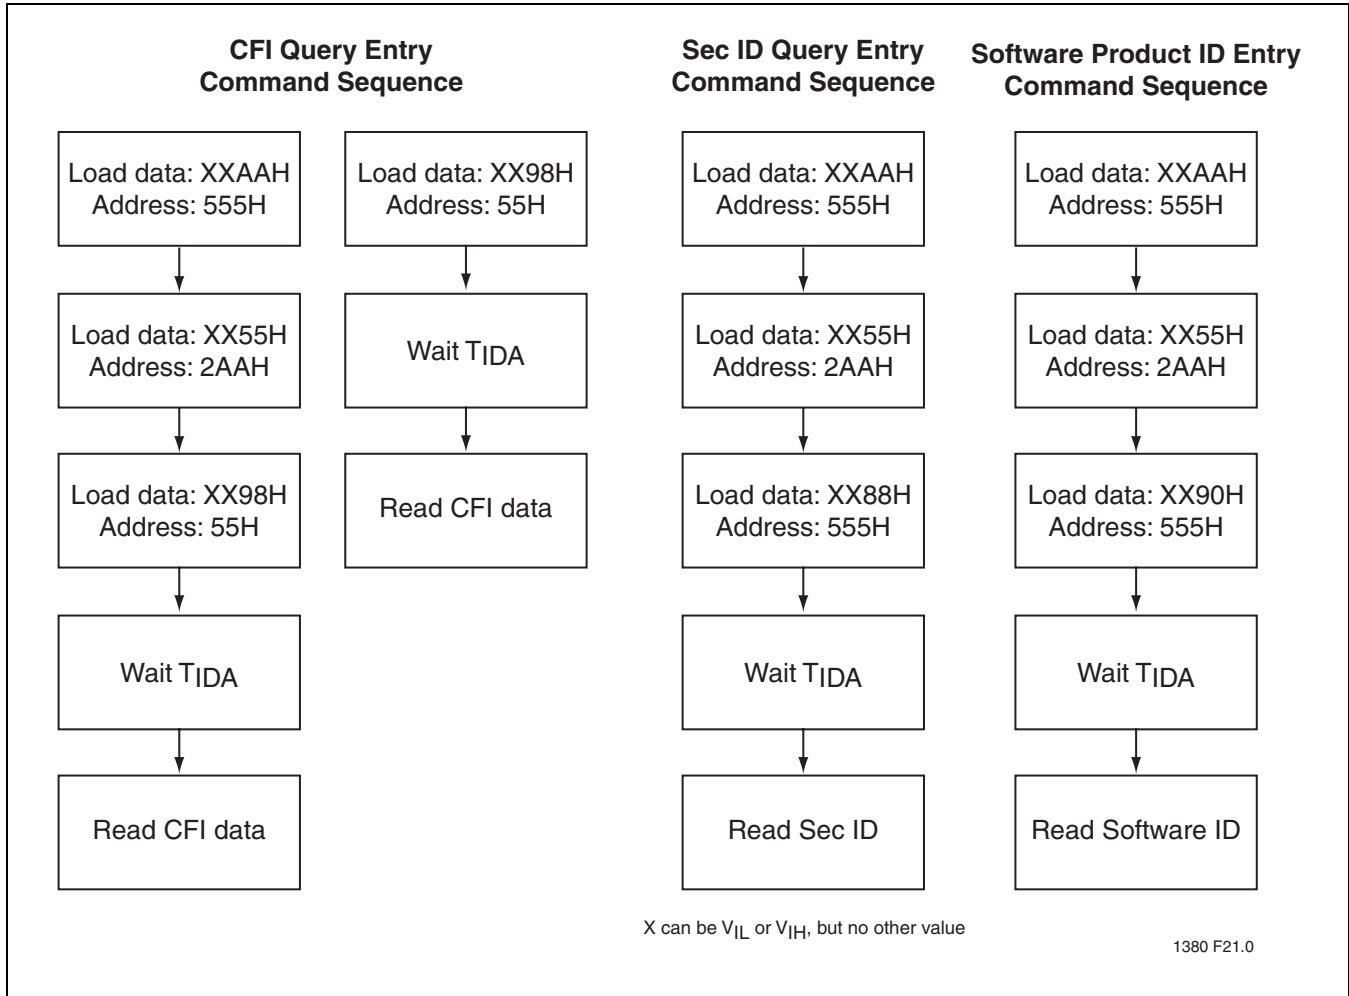 CFI Query Entry
Command Sequence
Load data: XXAAH
Address: 555H
Load data: XX55H
Address: 2AAH
Load data: XX98H
Address: 55H
Wait TIDA
Read CFI data
Load data: XX98H
Address: 55H
Wait TIDA
Read CFI data
Sec ID Query Entry
Command Sequence
Load data: XXAAH
Address: 555H
Load data: XX55H
Address: 2AAH
Load data: XX88H
Address: 555H
Wait TIDA
Read Sec ID
Software Product ID Entry
Command Sequence
Load data: XXAAH
Address: 555H
Load data: XX55H
Address: 2AAH
Load data: XX90H
Address: 555H
Wait TIDA
Read Software ID
X can be VIL or VIH, but no other value
1380 F21.0